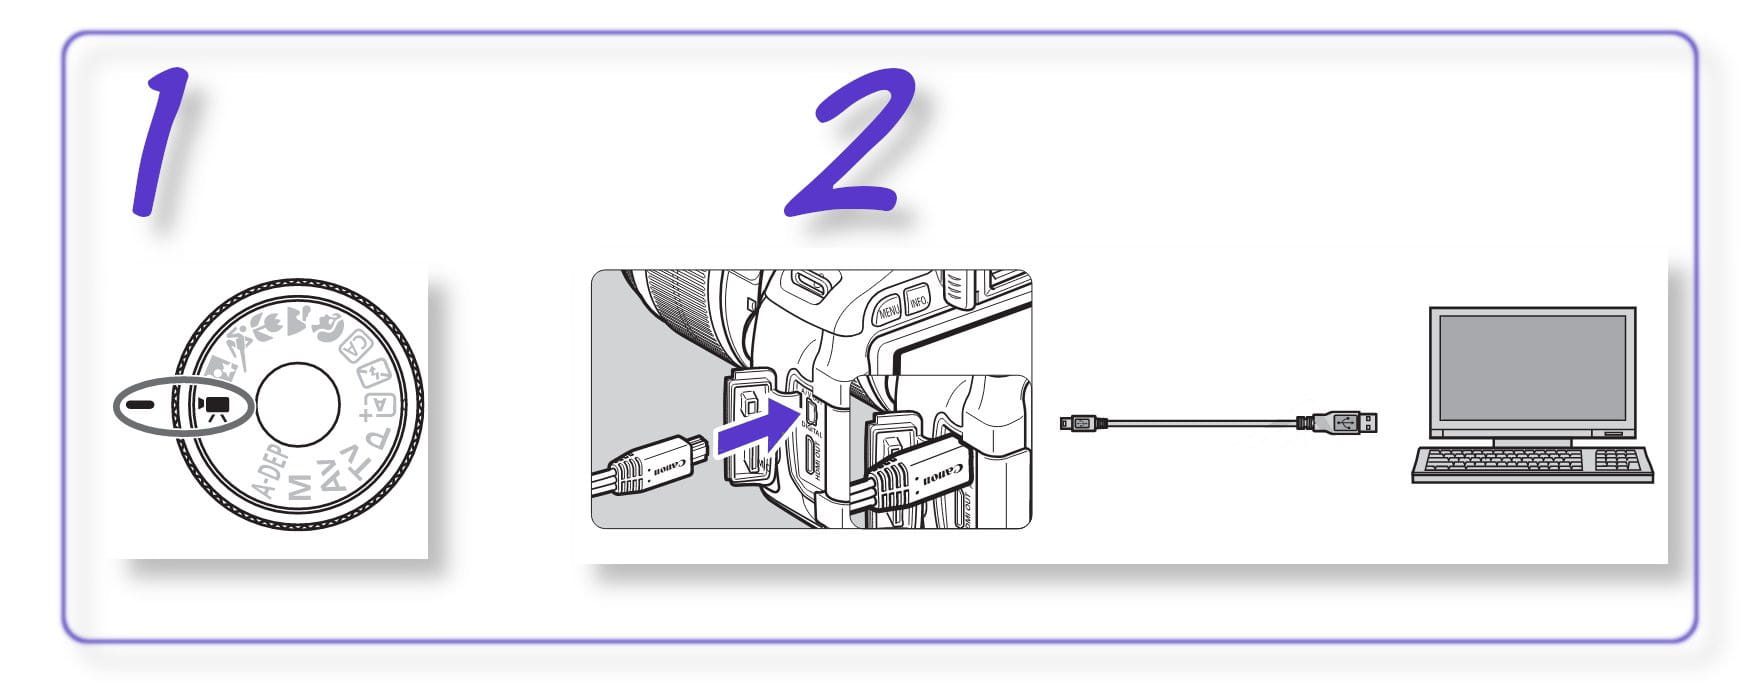 1
2
CA
A+
P
Tv
Av
M
A-DEP
MENU
INFO.
DIGITAL
HDMI OUT
Canon
Canon
HDMI OUT